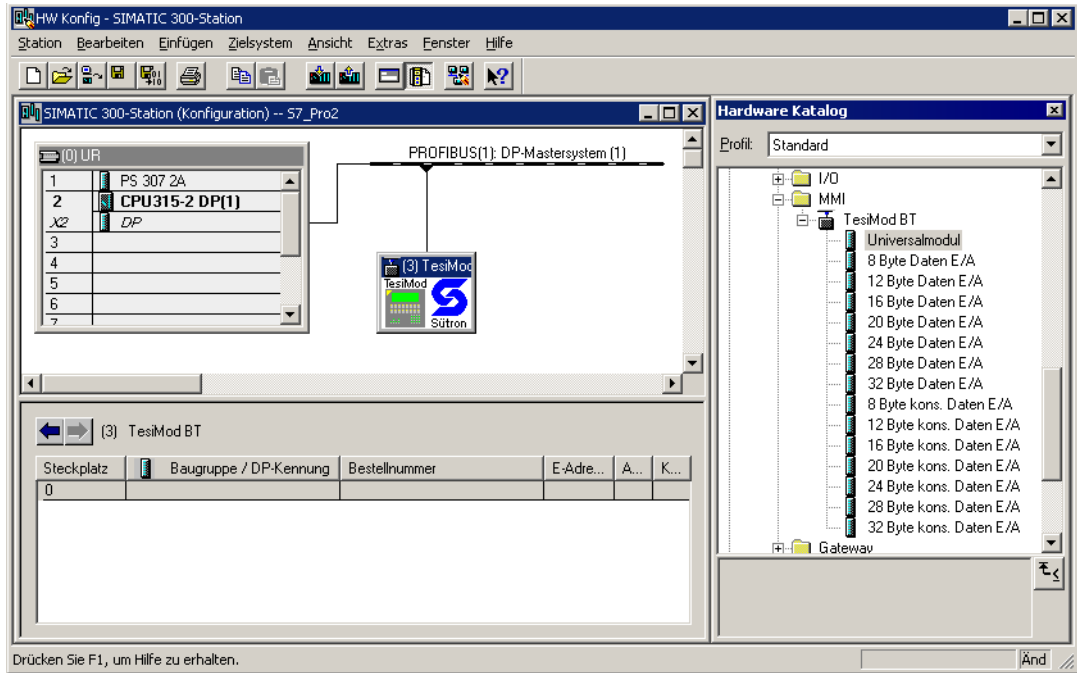 HW Konfig - SIMATIC 300-Station
Station Bearbeiten Einfügen Zielsystem Ansicht Extras Fenster Hilfe
SIMATIC 300-Station (Konfiguration) -- S7_Pro2
(0) UR
1 PS 307 2A
2 CPU315-2 DP(1)
X2 DP
3
4
5
6
7
PROFIBUS(1): DP-Mastersystem (1)
(3) TesiMod
TesiMod
Sütron
(3) TesiMod BT
Steckplatz Baugruppe / DP-Kennung Bestellnummer E-Adre... A... K...
0
Hardware Katalog
Profil: Standard
I/O
MMI
TesiMod BT
Universalmodul
8 Byte Daten E/A
12 Byte Daten E/A
16 Byte Daten E/A
20 Byte Daten E/A
24 Byte Daten E/A
28 Byte Daten E/A
32 Byte Daten E/A
8 Byte kons. Daten E/A
12 Byte kons. Daten E/A
16 Byte kons. Daten E/A
20 Byte kons. Daten E/A
24 Byte kons. Daten E/A
28 Byte kons. Daten E/A
32 Byte kons. Daten E/A
Gateway
Drücken Sie F1, um Hilfe zu erhalten.
Änd